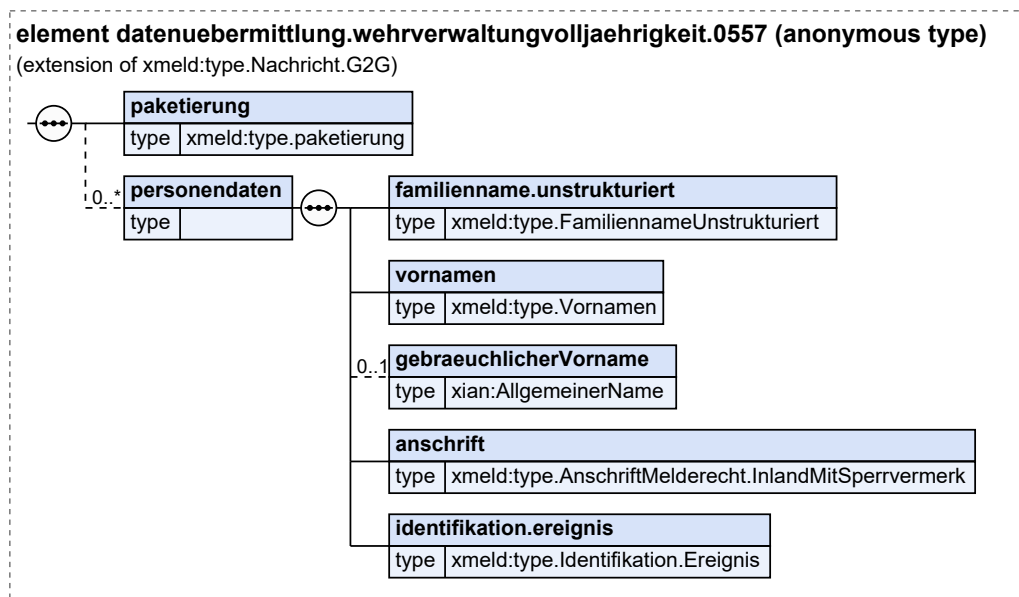 element datenuebermittlung.wehrverwaltungvolljaehrigkeit.0557 (anonymous type)
(extension of xmeld:type.Nachricht.G2G)
paketierung
type xmeld:type.paketierung
0..* personendaten
type
familienname.unstrukturiert
type xmeld:type.FamiliennameUnstrukturiert
vornamen
type xmeld:type.Vornamen
0..1 gebraeuchlicherVorname
type xian:AllgemeinerName
anschrift
type xmeld:type.AnschriftMelderecht.InlandMitSperrvermerk
identifikation.ereignis
type xmeld:type.Identifikation.Ereignis